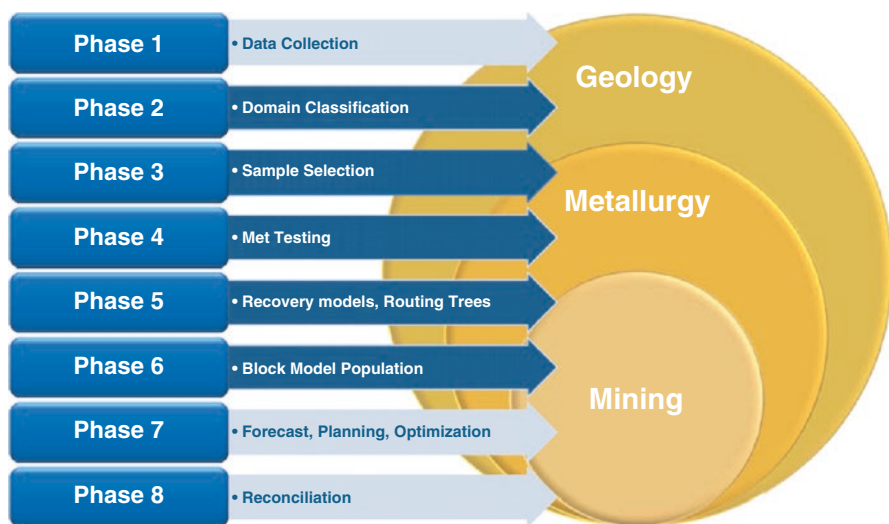 Phase 1
• Data Collection
Phase 2
• Domain Classification
Phase 3
• Sample Selection
Phase 4
• Met Testing
Phase 5
• Recovery models, Routing Trees
Phase 6
• Block Model Population
Phase 7
• Forecast, Planning, Optimization
Phase 8
• Reconciliation
Geology
Metallurgy
Mining